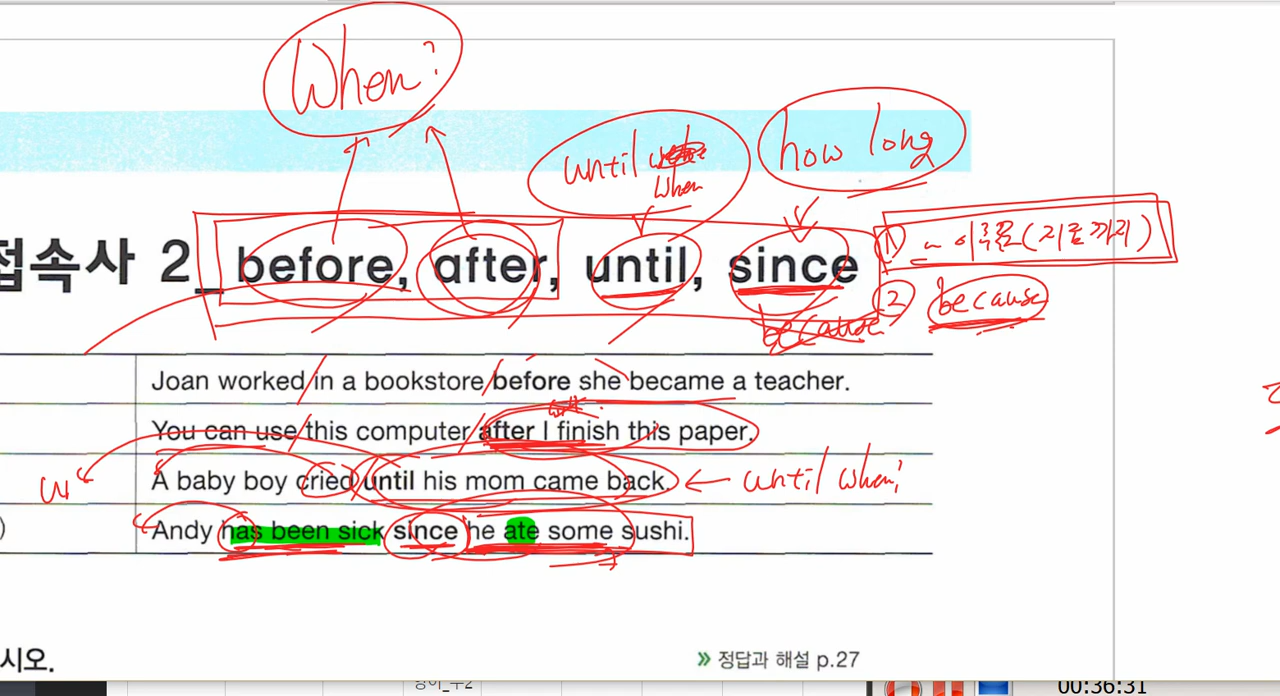 When?
until when
how long
접속사 2_before, after, until, since
① ~이후로(지금까지)
② because
because
Joan worked in a bookstore before she became a teacher.
You can use this computer after I finish this paper.
A baby boy cried until his mom came back.
until when?
Andy has been sick since he ate some sushi.
)
시오.
» 정답과 해설 p.27
00:36:31